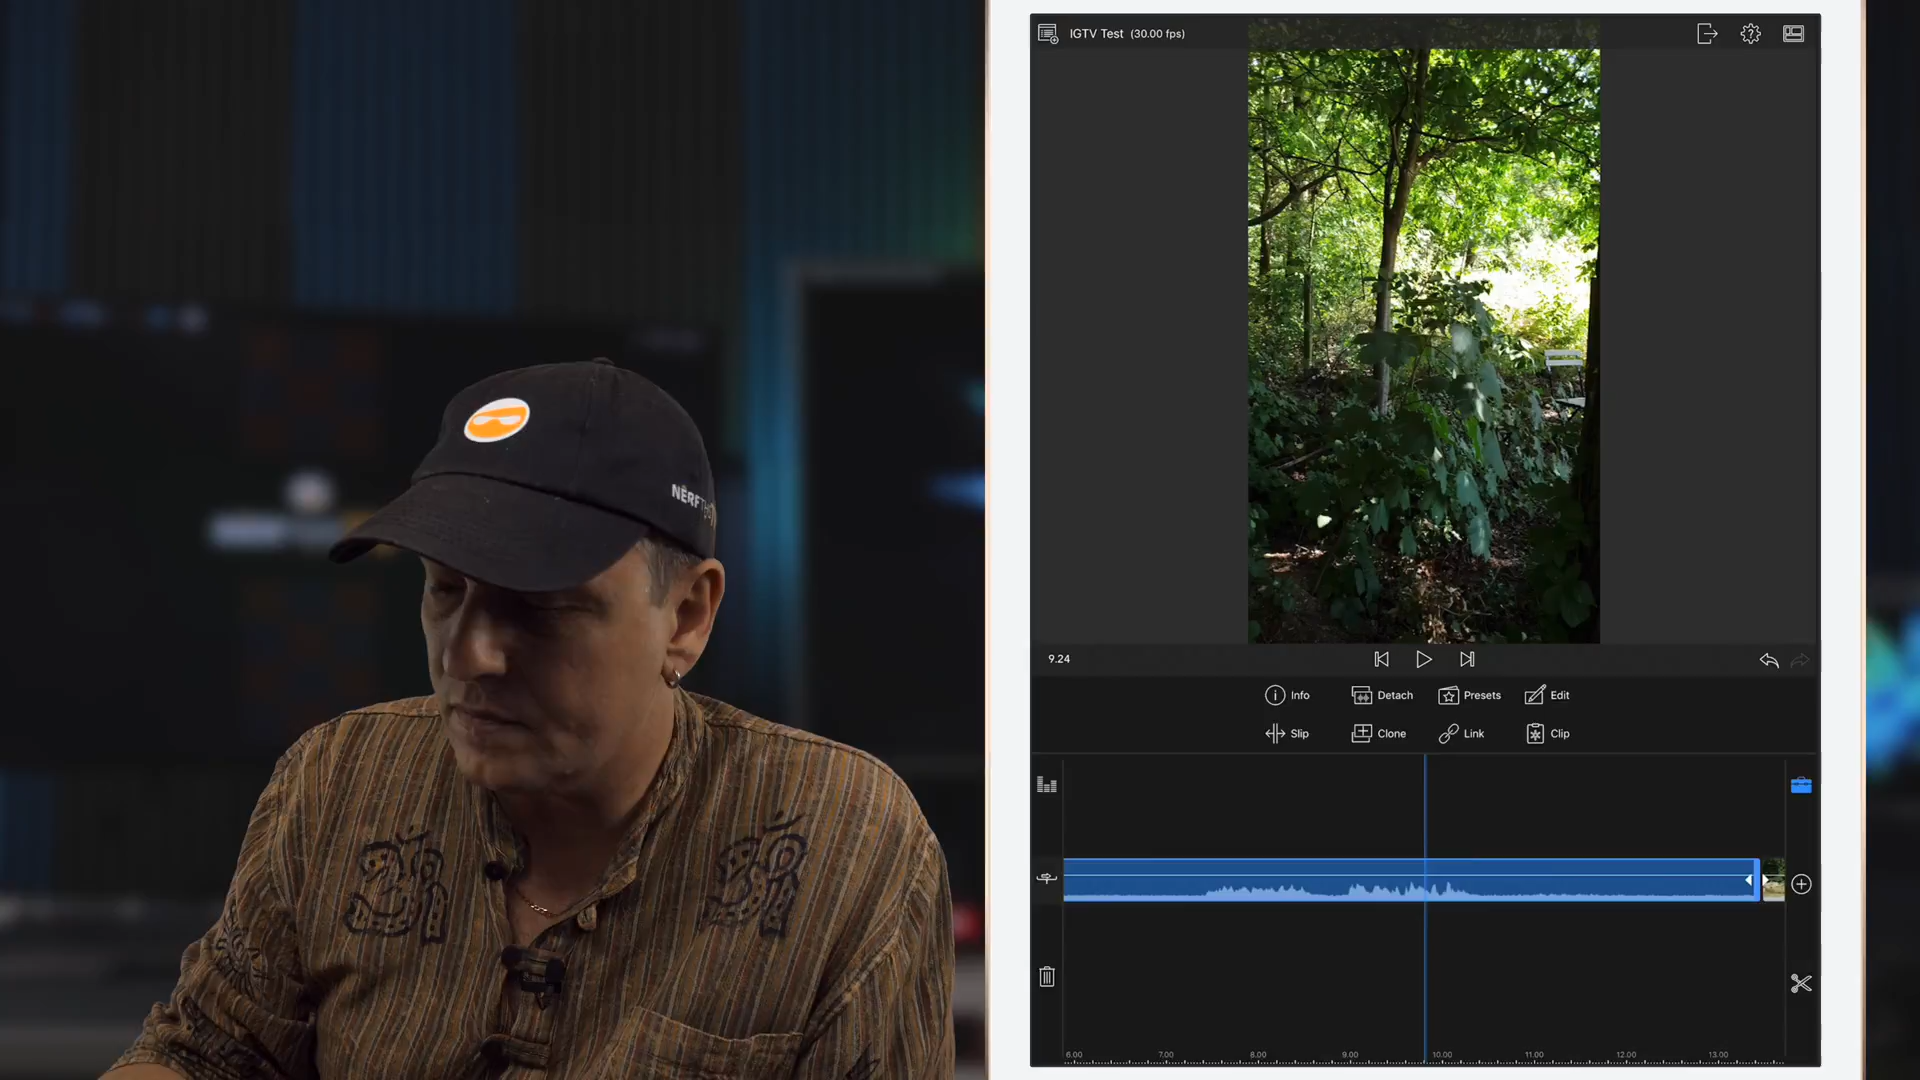 IGTV Test (30.00 fps)
NERF
9.24
Info
Detach
Presets
Edit
Slip
Clone
Link
Clip
6.00
7.00
8.00
9.00
10.00
11.00
12.00
13.00